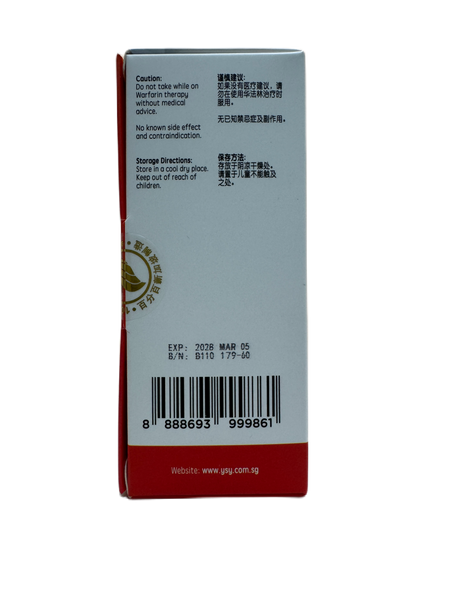 Caution:
Do not take while on
Warfarin therapy
without medical
advice.
No known side effect
and contraindication.
Storage Directions:
Store in a cool dry place.
Keep out of reach of
children.
谨慎建议:
如果没有医疗建议，请
勿在使用华法林治疗时
服用。
无已知禁忌症及副作用。
保存方法:
存放于阴凉干燥处。
请置于儿童不能触及
之处。
EXP: 2028 MAR 05
B/N: B110 179-60
8 888693 999861
Website: www.ysy.com.sg